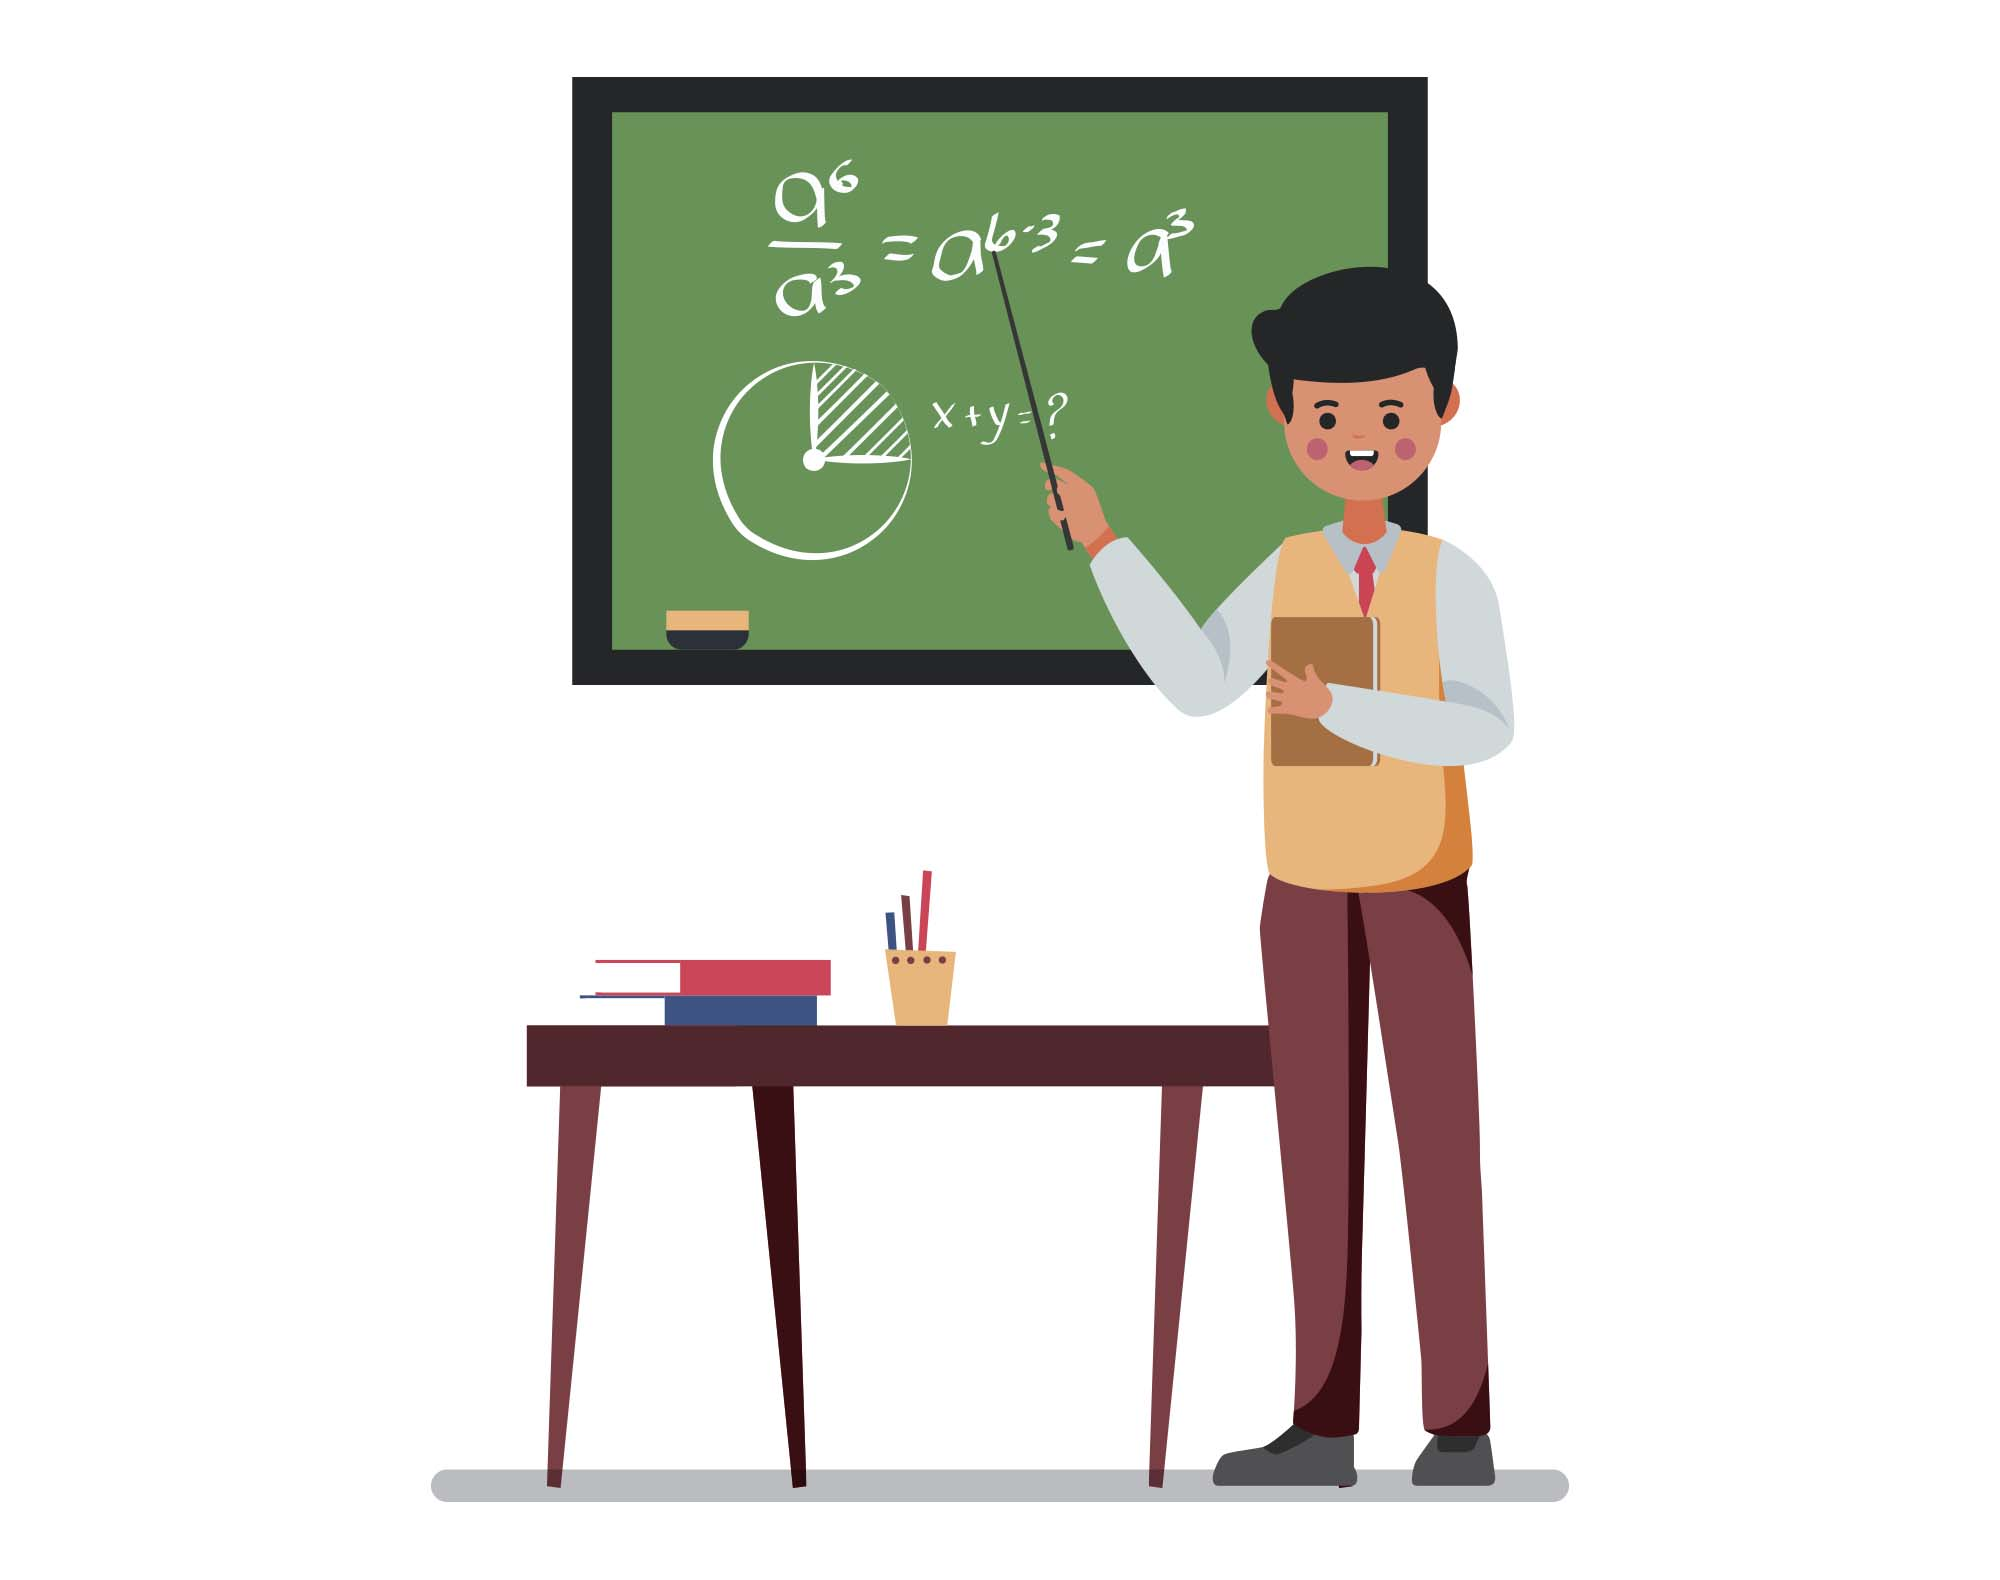 a⁶/a³ = a⁶⁻³ = a³
x+y=?